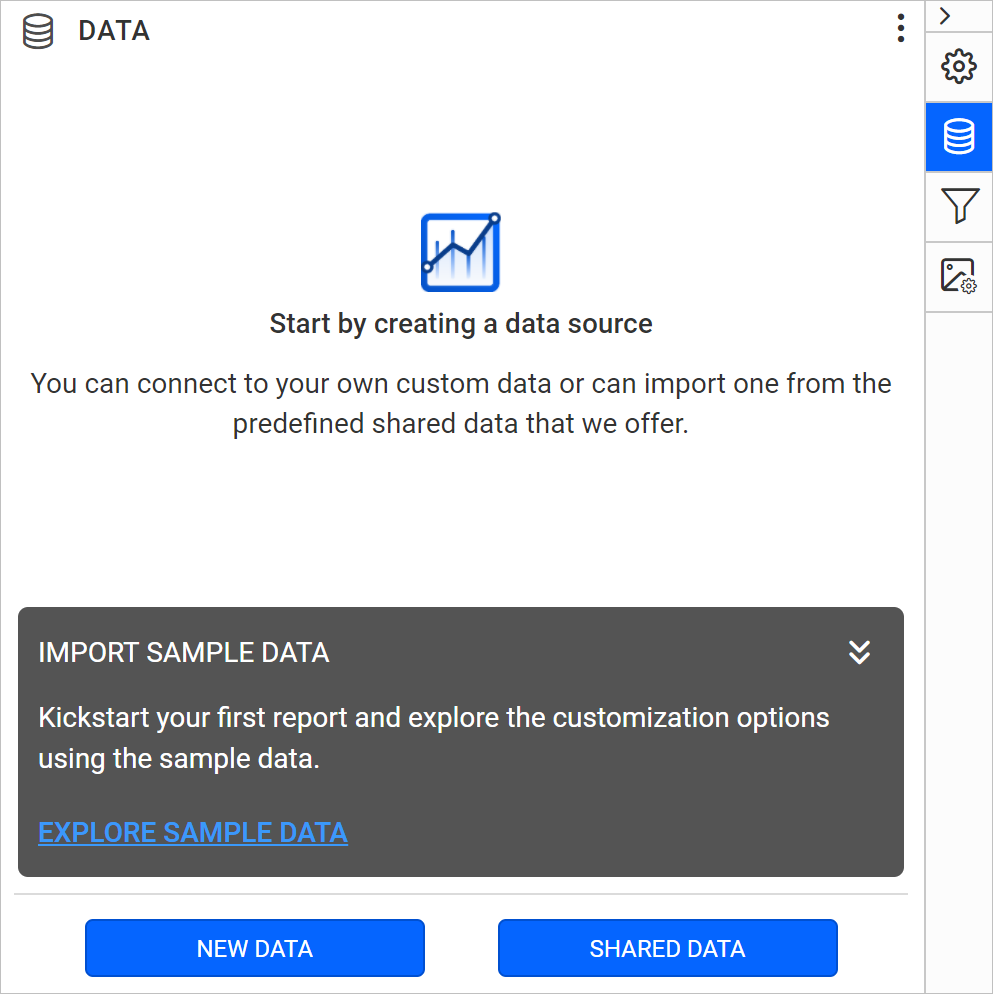 DATA
Start by creating a data source
You can connect to your own custom data or can import one from the
predefined shared data that we offer.
IMPORT SAMPLE DATA
Kickstart your first report and explore the customization options
using the sample data.
EXPLORE SAMPLE DATA
NEW DATA
SHARED DATA